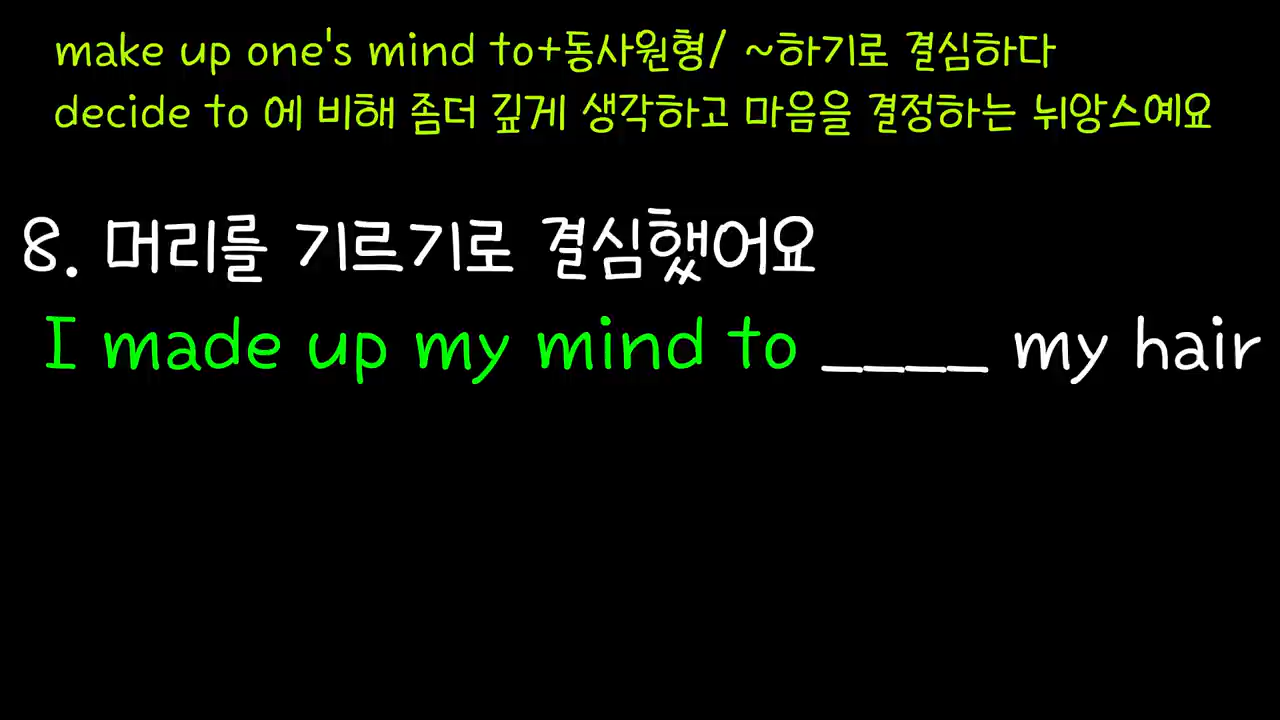 make up one's mind to+동사원형/ ~하기로 결심하다
decide to 에 비해 좀더 깊게 생각하고 마음을 결정하는 뉘앙스예요
8. 머리를 기르기로 결심했어요
I made up my mind to ____ my hair